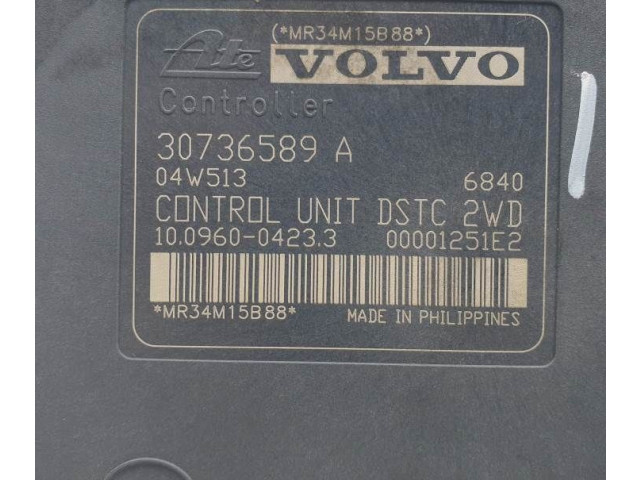 (*MR34M15B88*)
Ate VOLVO
Controller
30736589 A
04W513 6840
CONTROL UNIT DSTC 2WD
10.0960-0423.3 00001251E2
*MR34M15B88* MADE IN PHILIPPINES